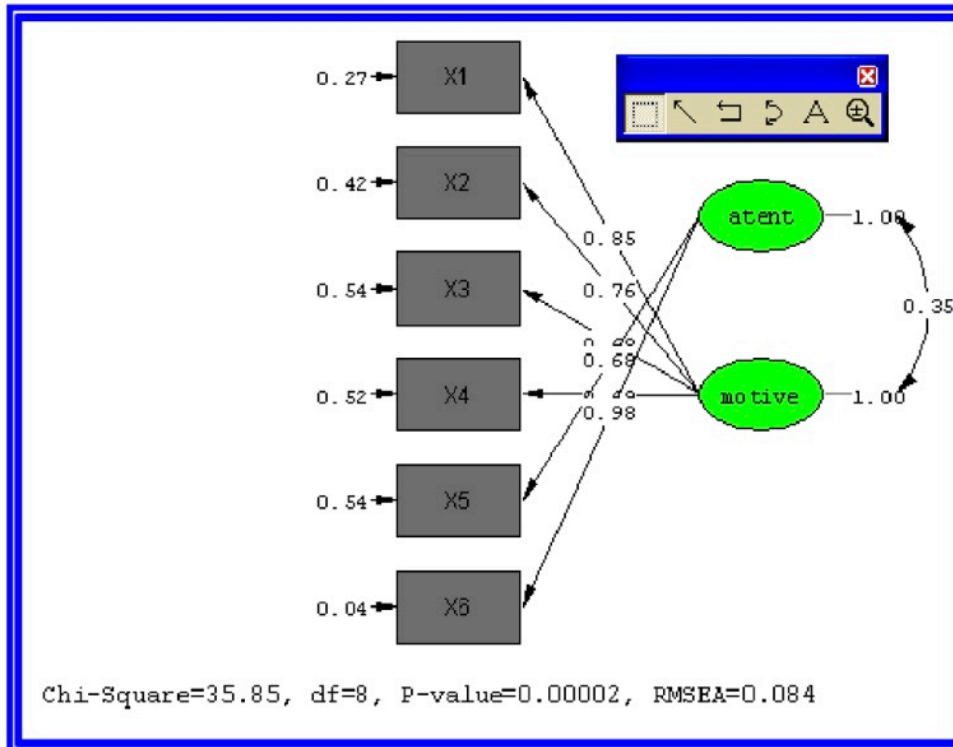 0.27 X1
0.42 X2
atent 1.00
0.85
0.54 X3
0.76
0.35
0.68
0.52 X4
motive 1.00
0.98
0.54 X5
0.04 X6
Chi-Square=35.85, df=8, P-value=0.00002, RMSEA=0.084